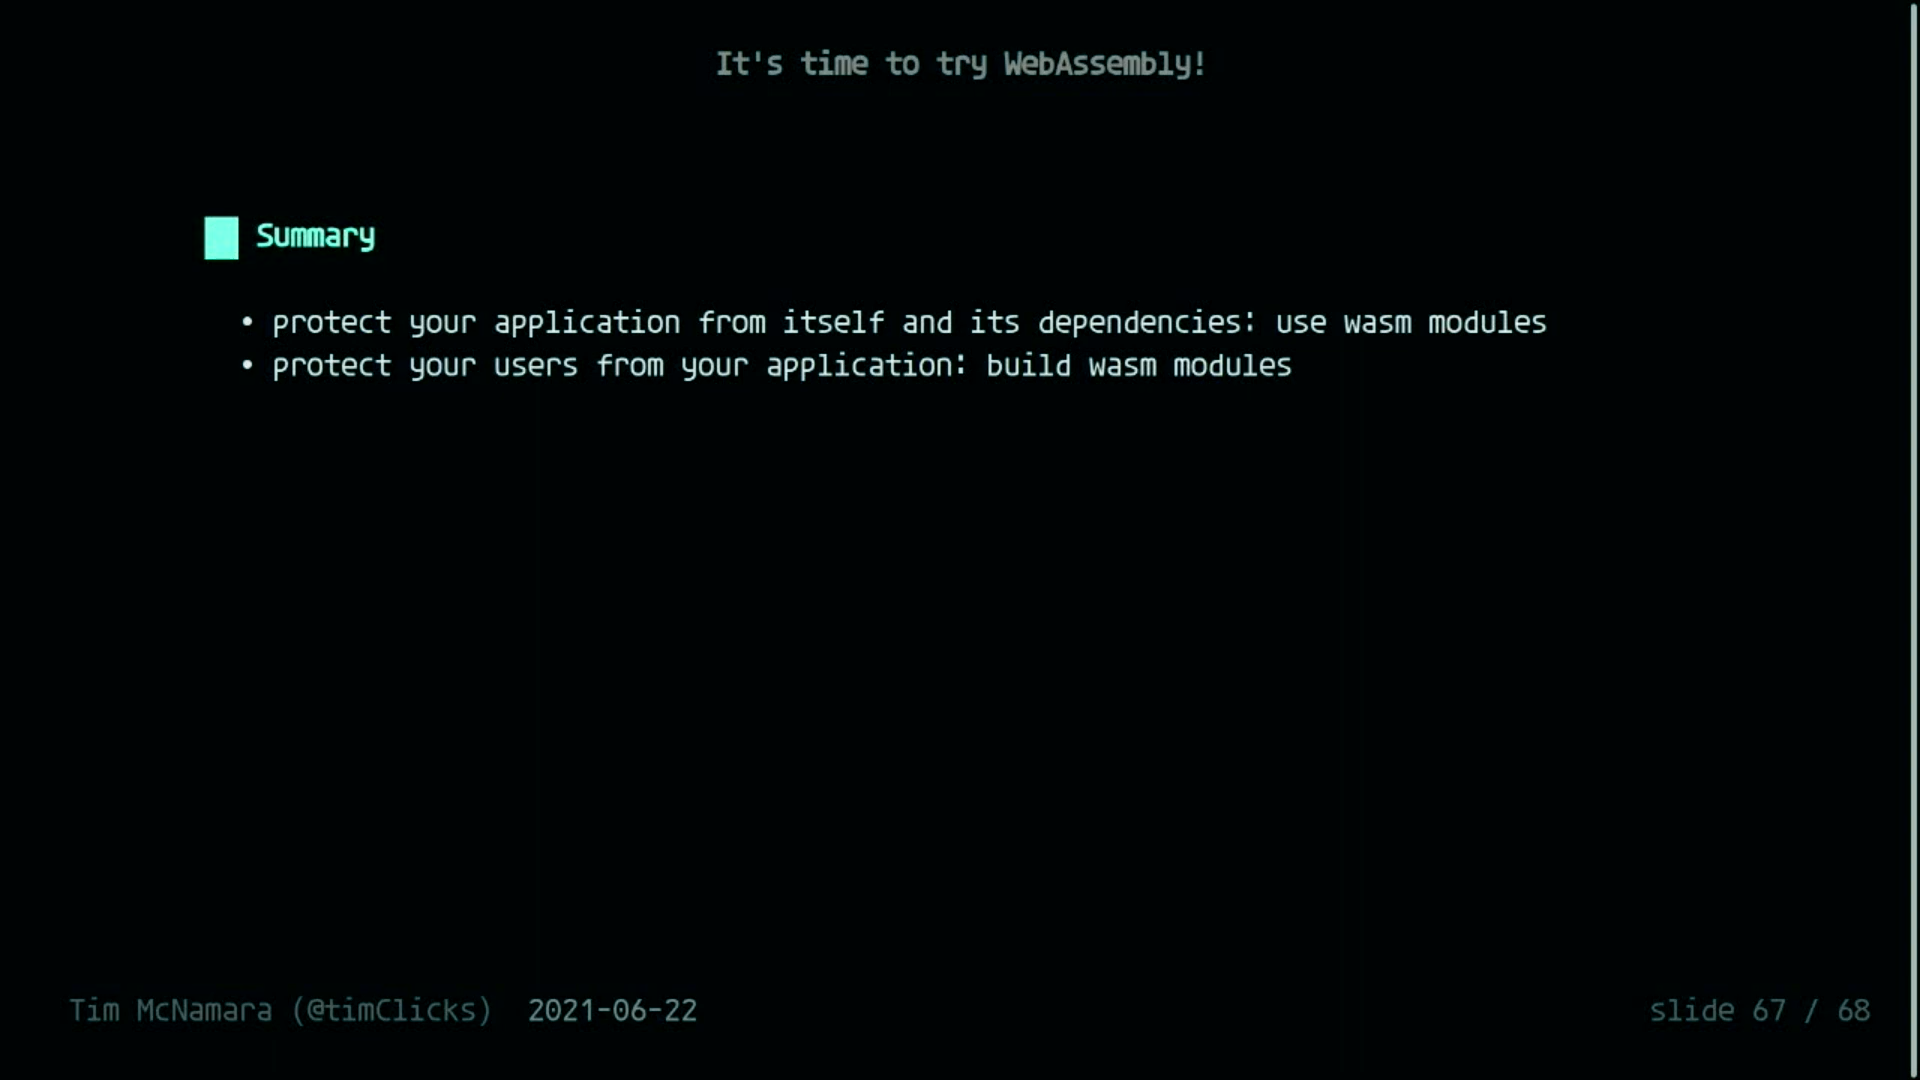 It's time to try WebAssembly!
Summary
• protect your application from itself and its dependencies: use wasm modules
• protect your users from your application: build wasm modules
Tim McNamara (@timClicks) 2021-06-22 slide 67 / 68